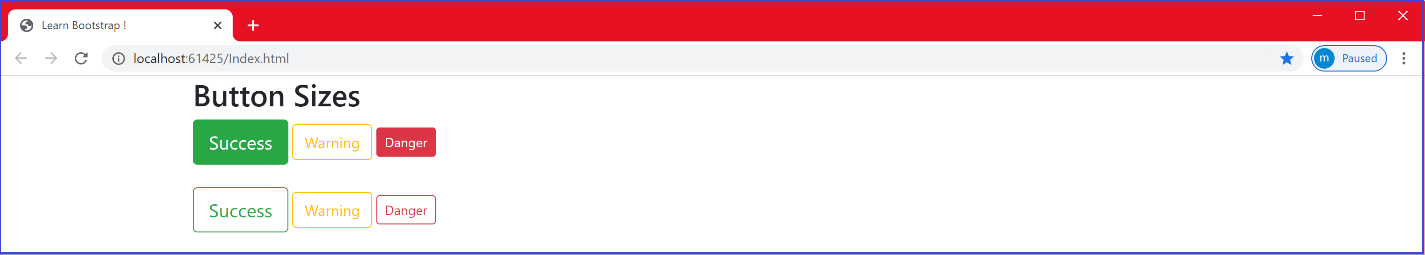 Learn Bootstrap !
localhost:61425/Index.html
m Paused
Button Sizes
Success Warning Danger
Success Warning Danger